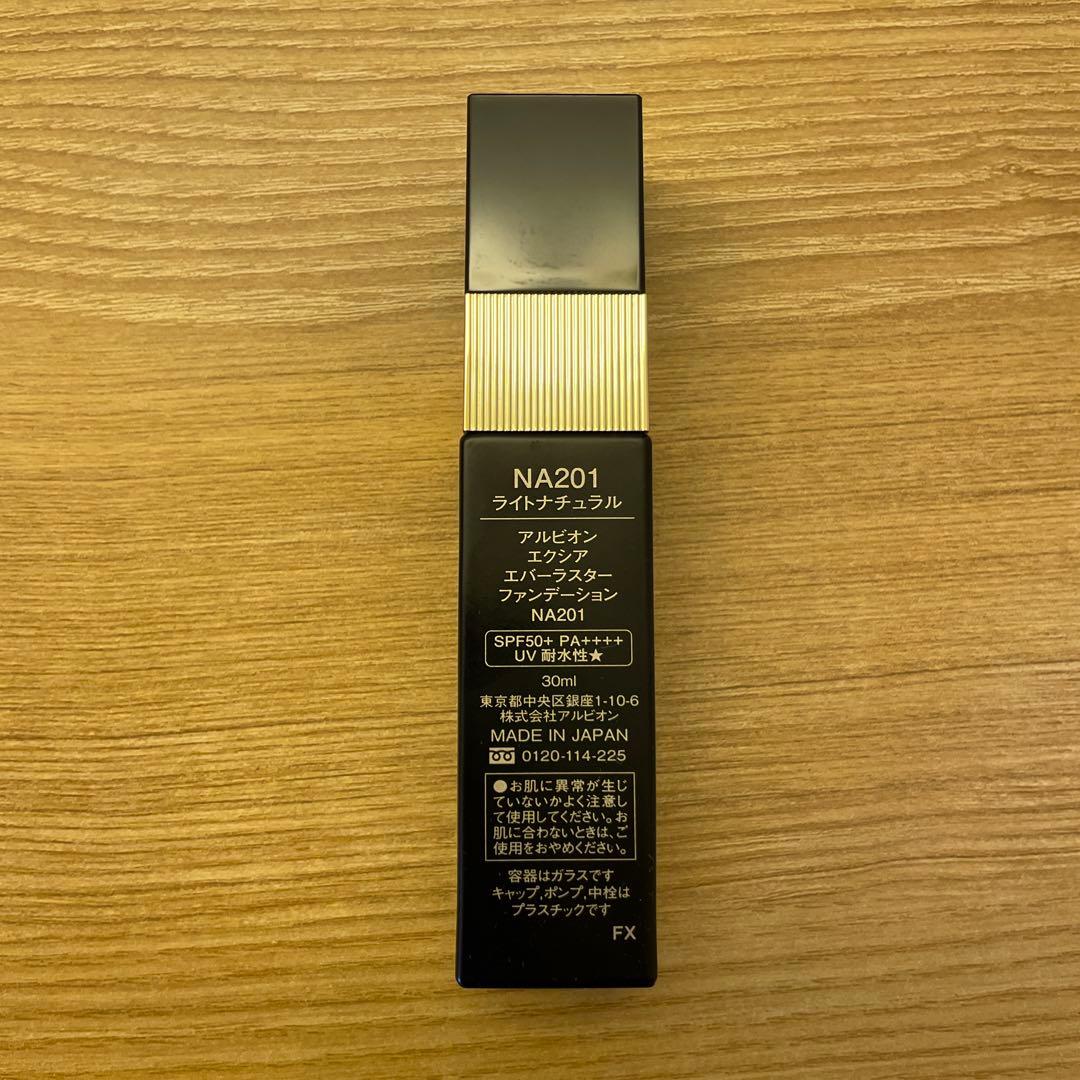 NA201
ライトナチュラル
アルビオン
エクシア
エバーラスター
ファンデーション
NA201
SPF50+ PA++++
UV 耐水性★
30ml
東京都中央区銀座1-10-6
株式会社アルビオン
MADE IN JAPAN
0120-114-225
●お肌に異常が生じ
ていないかよく注意し
て使用してください。お
肌に合わないときは、ご
使用をおやめください。
容器はガラスです
キャップ,ポンプ,中栓は
プラスチックです
FX